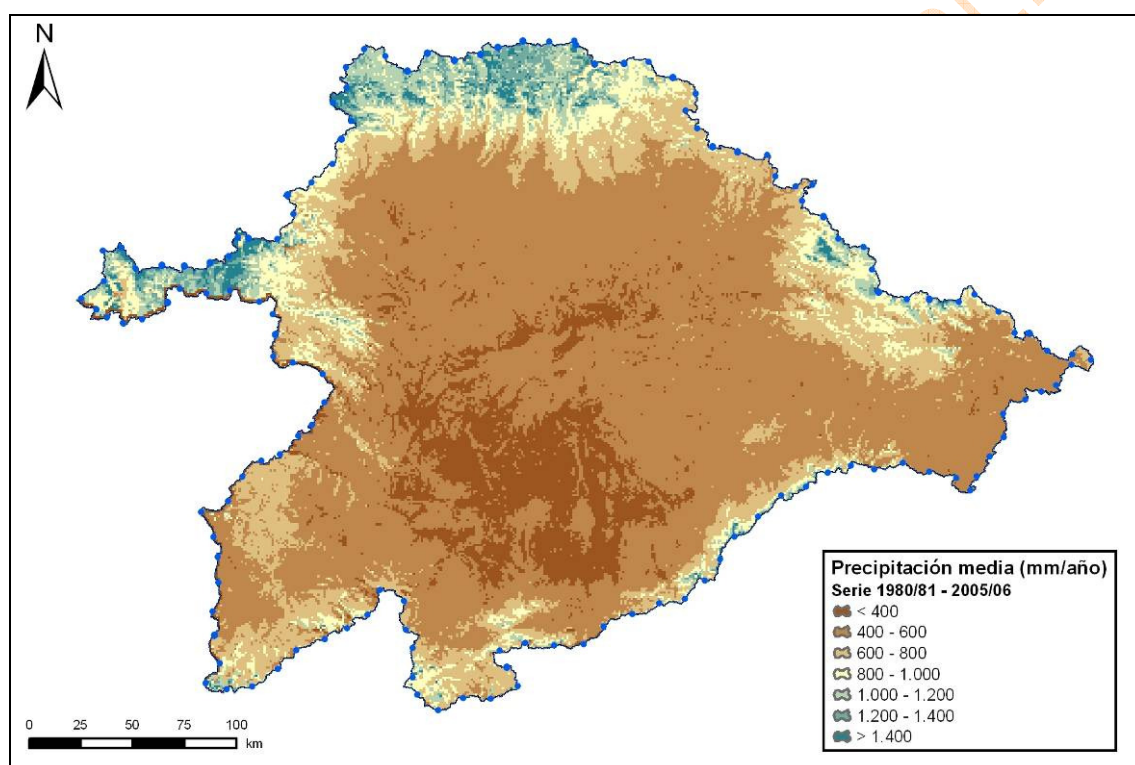 N
Precipitación media (mm/año)
Serie 1980/81 - 2005/06
< 400
400 - 600
600 - 800
800 - 1.000
1.000 - 1.200
1.200 - 1.400
> 1.400
0 25 50 75 100
km